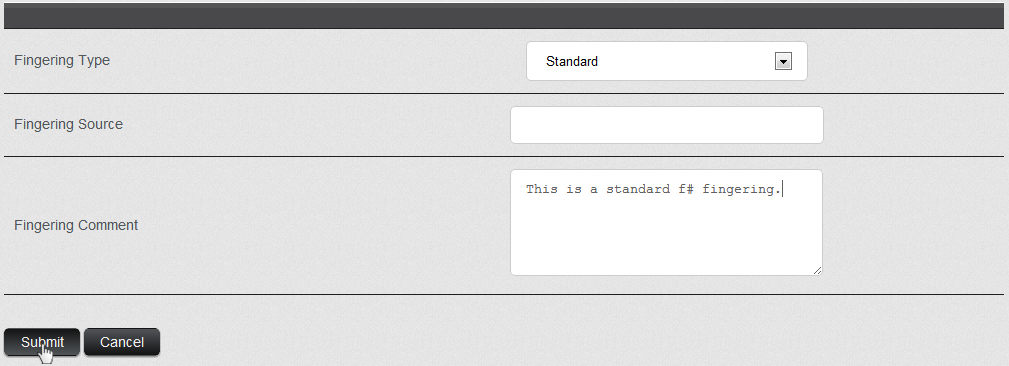 Fingering Type
Standard
Fingering Source
Fingering Comment
This is a standard f# fingering.
Submit
Cancel